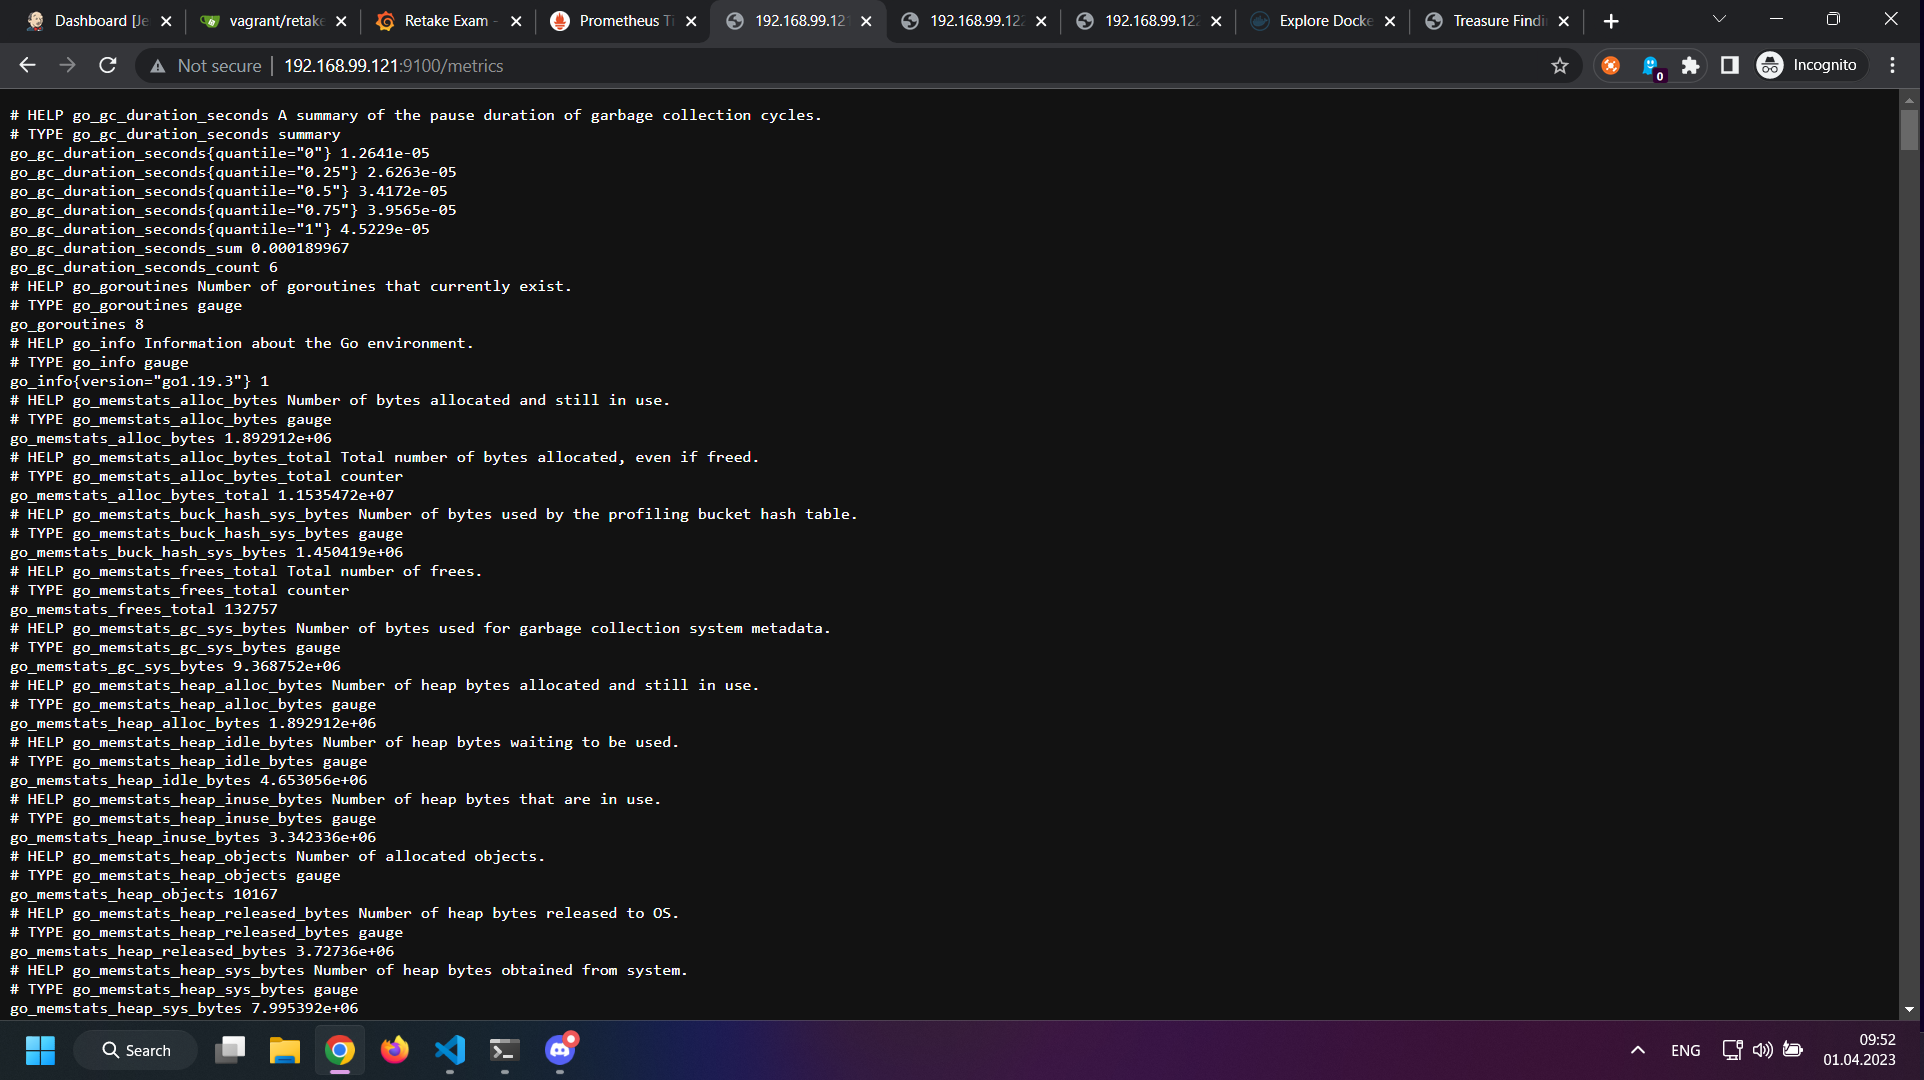 Dashboard [Je
vagrant/retake
Retake Exam -
Prometheus Ti
192.168.99.121
192.168.99.122
192.168.99.122
Explore Docke
Treasure Findi
Not secure
192.168.99.121:9100/metrics
0
Incognito
# HELP go_gc_duration_seconds A summary of the pause duration of garbage collection cycles.
# TYPE go_gc_duration_seconds summary
go_gc_duration_seconds{quantile="0"} 1.2641e-05
go_gc_duration_seconds{quantile="0.25"} 2.6263e-05
go_gc_duration_seconds{quantile="0.5"} 3.4172e-05
go_gc_duration_seconds{quantile="0.75"} 3.9565e-05
go_gc_duration_seconds{quantile="1"} 4.5229e-05
go_gc_duration_seconds_sum 0.000189967
go_gc_duration_seconds_count 6
# HELP go_goroutines Number of goroutines that currently exist.
# TYPE go_goroutines gauge
go_goroutines 8
# HELP go_info Information about the Go environment.
# TYPE go_info gauge
go_info{version="go1.19.3"} 1
# HELP go_memstats_alloc_bytes Number of bytes allocated and still in use.
# TYPE go_memstats_alloc_bytes gauge
go_memstats_alloc_bytes 1.892912e+06
# HELP go_memstats_alloc_bytes_total Total number of bytes allocated, even if freed.
# TYPE go_memstats_alloc_bytes_total counter
go_memstats_alloc_bytes_total 1.1535472e+07
# HELP go_memstats_buck_hash_sys_bytes Number of bytes used by the profiling bucket hash table.
# TYPE go_memstats_buck_hash_sys_bytes gauge
go_memstats_buck_hash_sys_bytes 1.450419e+06
# HELP go_memstats_frees_total Total number of frees.
# TYPE go_memstats_frees_total counter
go_memstats_frees_total 132757
# HELP go_memstats_gc_sys_bytes Number of bytes used for garbage collection system metadata.
# TYPE go_memstats_gc_sys_bytes gauge
go_memstats_gc_sys_bytes 9.368752e+06
# HELP go_memstats_heap_alloc_bytes Number of heap bytes allocated and still in use.
# TYPE go_memstats_heap_alloc_bytes gauge
go_memstats_heap_alloc_bytes 1.892912e+06
# HELP go_memstats_heap_idle_bytes Number of heap bytes waiting to be used.
# TYPE go_memstats_heap_idle_bytes gauge
go_memstats_heap_idle_bytes 4.653056e+06
# HELP go_memstats_heap_inuse_bytes Number of heap bytes that are in use.
# TYPE go_memstats_heap_inuse_bytes gauge
go_memstats_heap_inuse_bytes 3.342336e+06
# HELP go_memstats_heap_objects Number of allocated objects.
# TYPE go_memstats_heap_objects gauge
go_memstats_heap_objects 10167
# HELP go_memstats_heap_released_bytes Number of heap bytes released to OS.
# TYPE go_memstats_heap_released_bytes gauge
go_memstats_heap_released_bytes 3.72736e+06
# HELP go_memstats_heap_sys_bytes Number of heap bytes obtained from system.
# TYPE go_memstats_heap_sys_bytes gauge
go_memstats_heap_sys_bytes 7.995392e+06
Search
ENG
09:52
01.04.2023